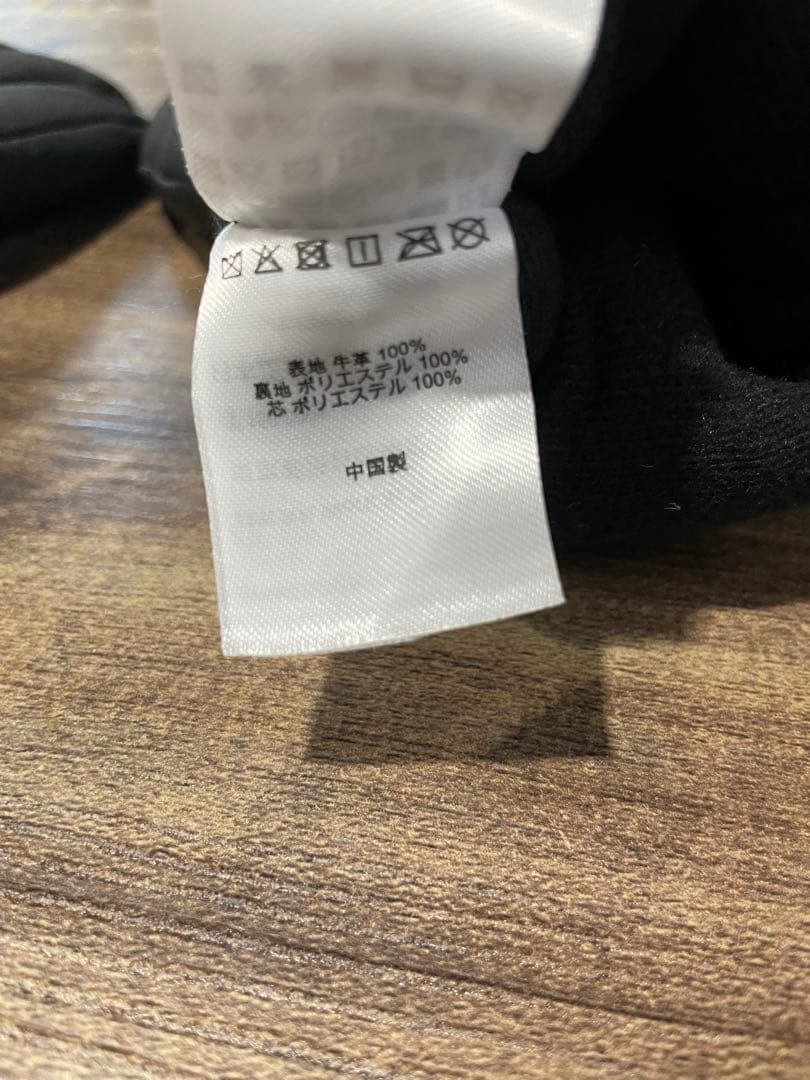 表地 牛革 100%
裏地 ポリエステル 100%
芯 ポリエステル 100%
中国製